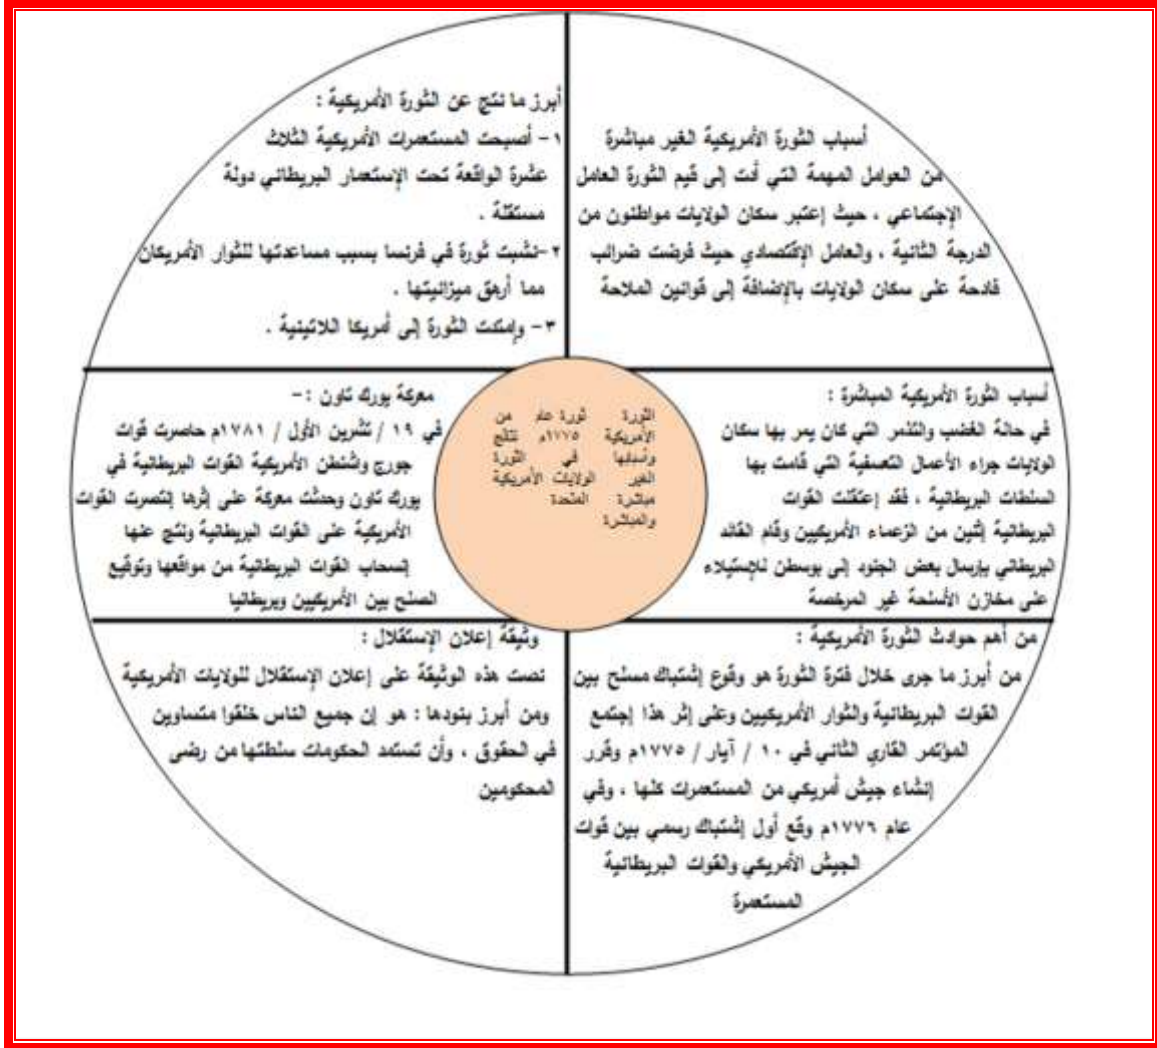 أسباب الثورة الأمريكية الغير مباشرة
من العوامل المهمة التي أدت إلى قيم الثورة العامل
الإجتماعي ، حيث إعتبر سكان الولايات مواطنون من
الدرجة الثانية ، والعامل الإقتصادي حيث فرضت ضرائب
فادحة على سكان الولايات بالإضافة إلى قوانين الملاحة
أبرز ما نتج عن الثورة الأمريكية :
١- أصبحت المستعمرات الأمريكية الثلاث
عشرة الواقعة تحت الإستعمار البريطاني دولة
مستقلة .
٢-نشبت ثورة في فرنسا بسبب مساعدتها للثوار الأمريكان
مما أرهق ميزانيتها .
٣- وإمتدت الثورة إلى أمريكا اللاتينية .
أسباب الثورة الأمريكية المباشرة :
في حالة الغضب والتذمر التي كان يمر بها سكان
الولايات جراء الأعمال التعسفية التي قامت بها
السلطات البريطانية ، فقد إعتقلت القوات
البريطانية إثنين من الزعماء الأمريكيين وقام القائد
البريطاني بإرسال بعض الجنود إلى بوسطن للإستيلاء
على مخازن الأسلحة غير المرخصة
الثورة ثورة عام من
الأمريكية ١٧٧٥م نتائج
وأسبابها في الثورة
الغير الولايات الأمريكية
مباشرة المتحدة
والمباشرة
معركة يورك تاون :-
في ١٩ / تشرين الأول / ١٧٨١م حاصرت قوات
جورج واشنطن الأمريكية القوات البريطانية في
يورك تاون وحدثت معركة على إثرها إنتصرت القوات
الأمريكية على القوات البريطانية ونتج عنها
إنسحاب القوات البريطانية من مواقعها وتوقيع
الصلح بين الأمريكيين وبريطانيا
من أهم حوادث الثورة الأمريكية :
من أبرز ما جرى خلال فترة الثورة هو وقوع إشتباك مسلح بين
القوات البريطانية والثوار الأمريكيين وعلى إثر هذا إجتمع
المؤتمر القاري الثاني في ١٠ / آيار / ١٧٧٥م وقرر
إنشاء جيش أمريكي من المستعمرات كلها ، وفي
عام ١٧٧٦م وقع أول إشتباك رسمي بين قوات
الجيش الأمريكي والقوات البريطانية
المستعمرة
وثيقة إعلان الإستقلال :
نصت هذه الوثيقة على إعلان الإستقلال للولايات الأمريكية
ومن أبرز بنودها : هو إن جميع الناس خلقوا متساوين
في الحقوق ، وأن تستمد الحكومات سلطتها من رضى
المحكومين